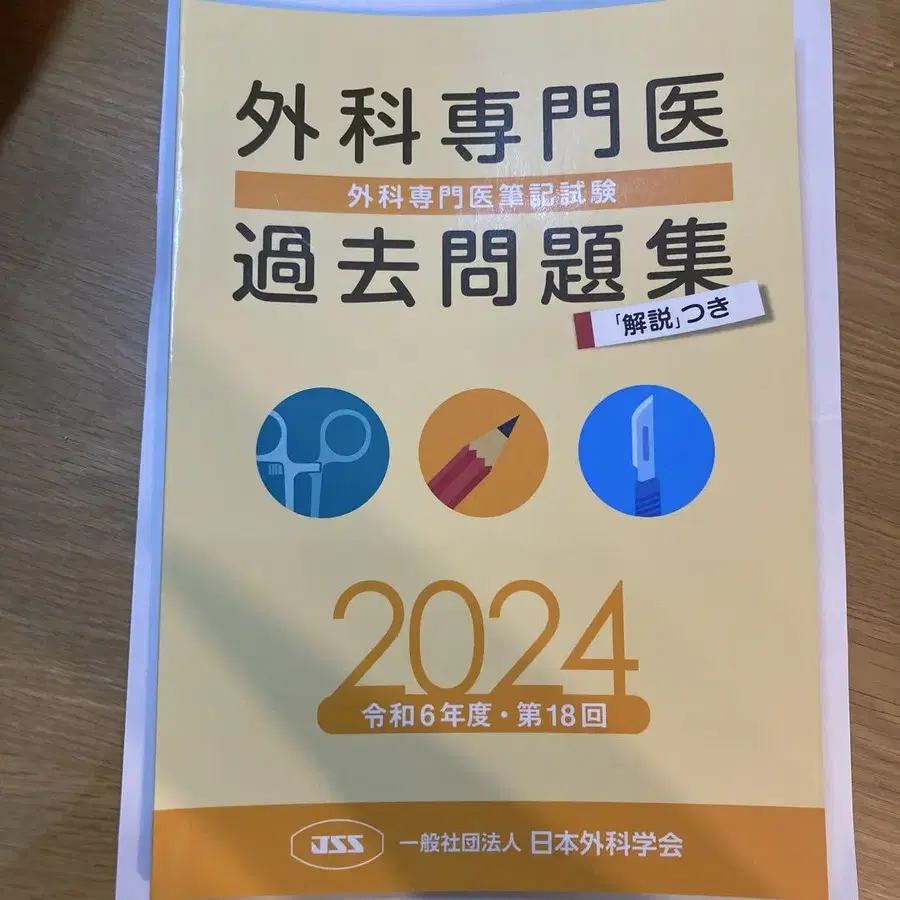 外科専門医
外科専門医筆記試験
過去問題集
「解説」つき
2024
令和6年度・第18回
JSS 一般社団法人 日本外科学会